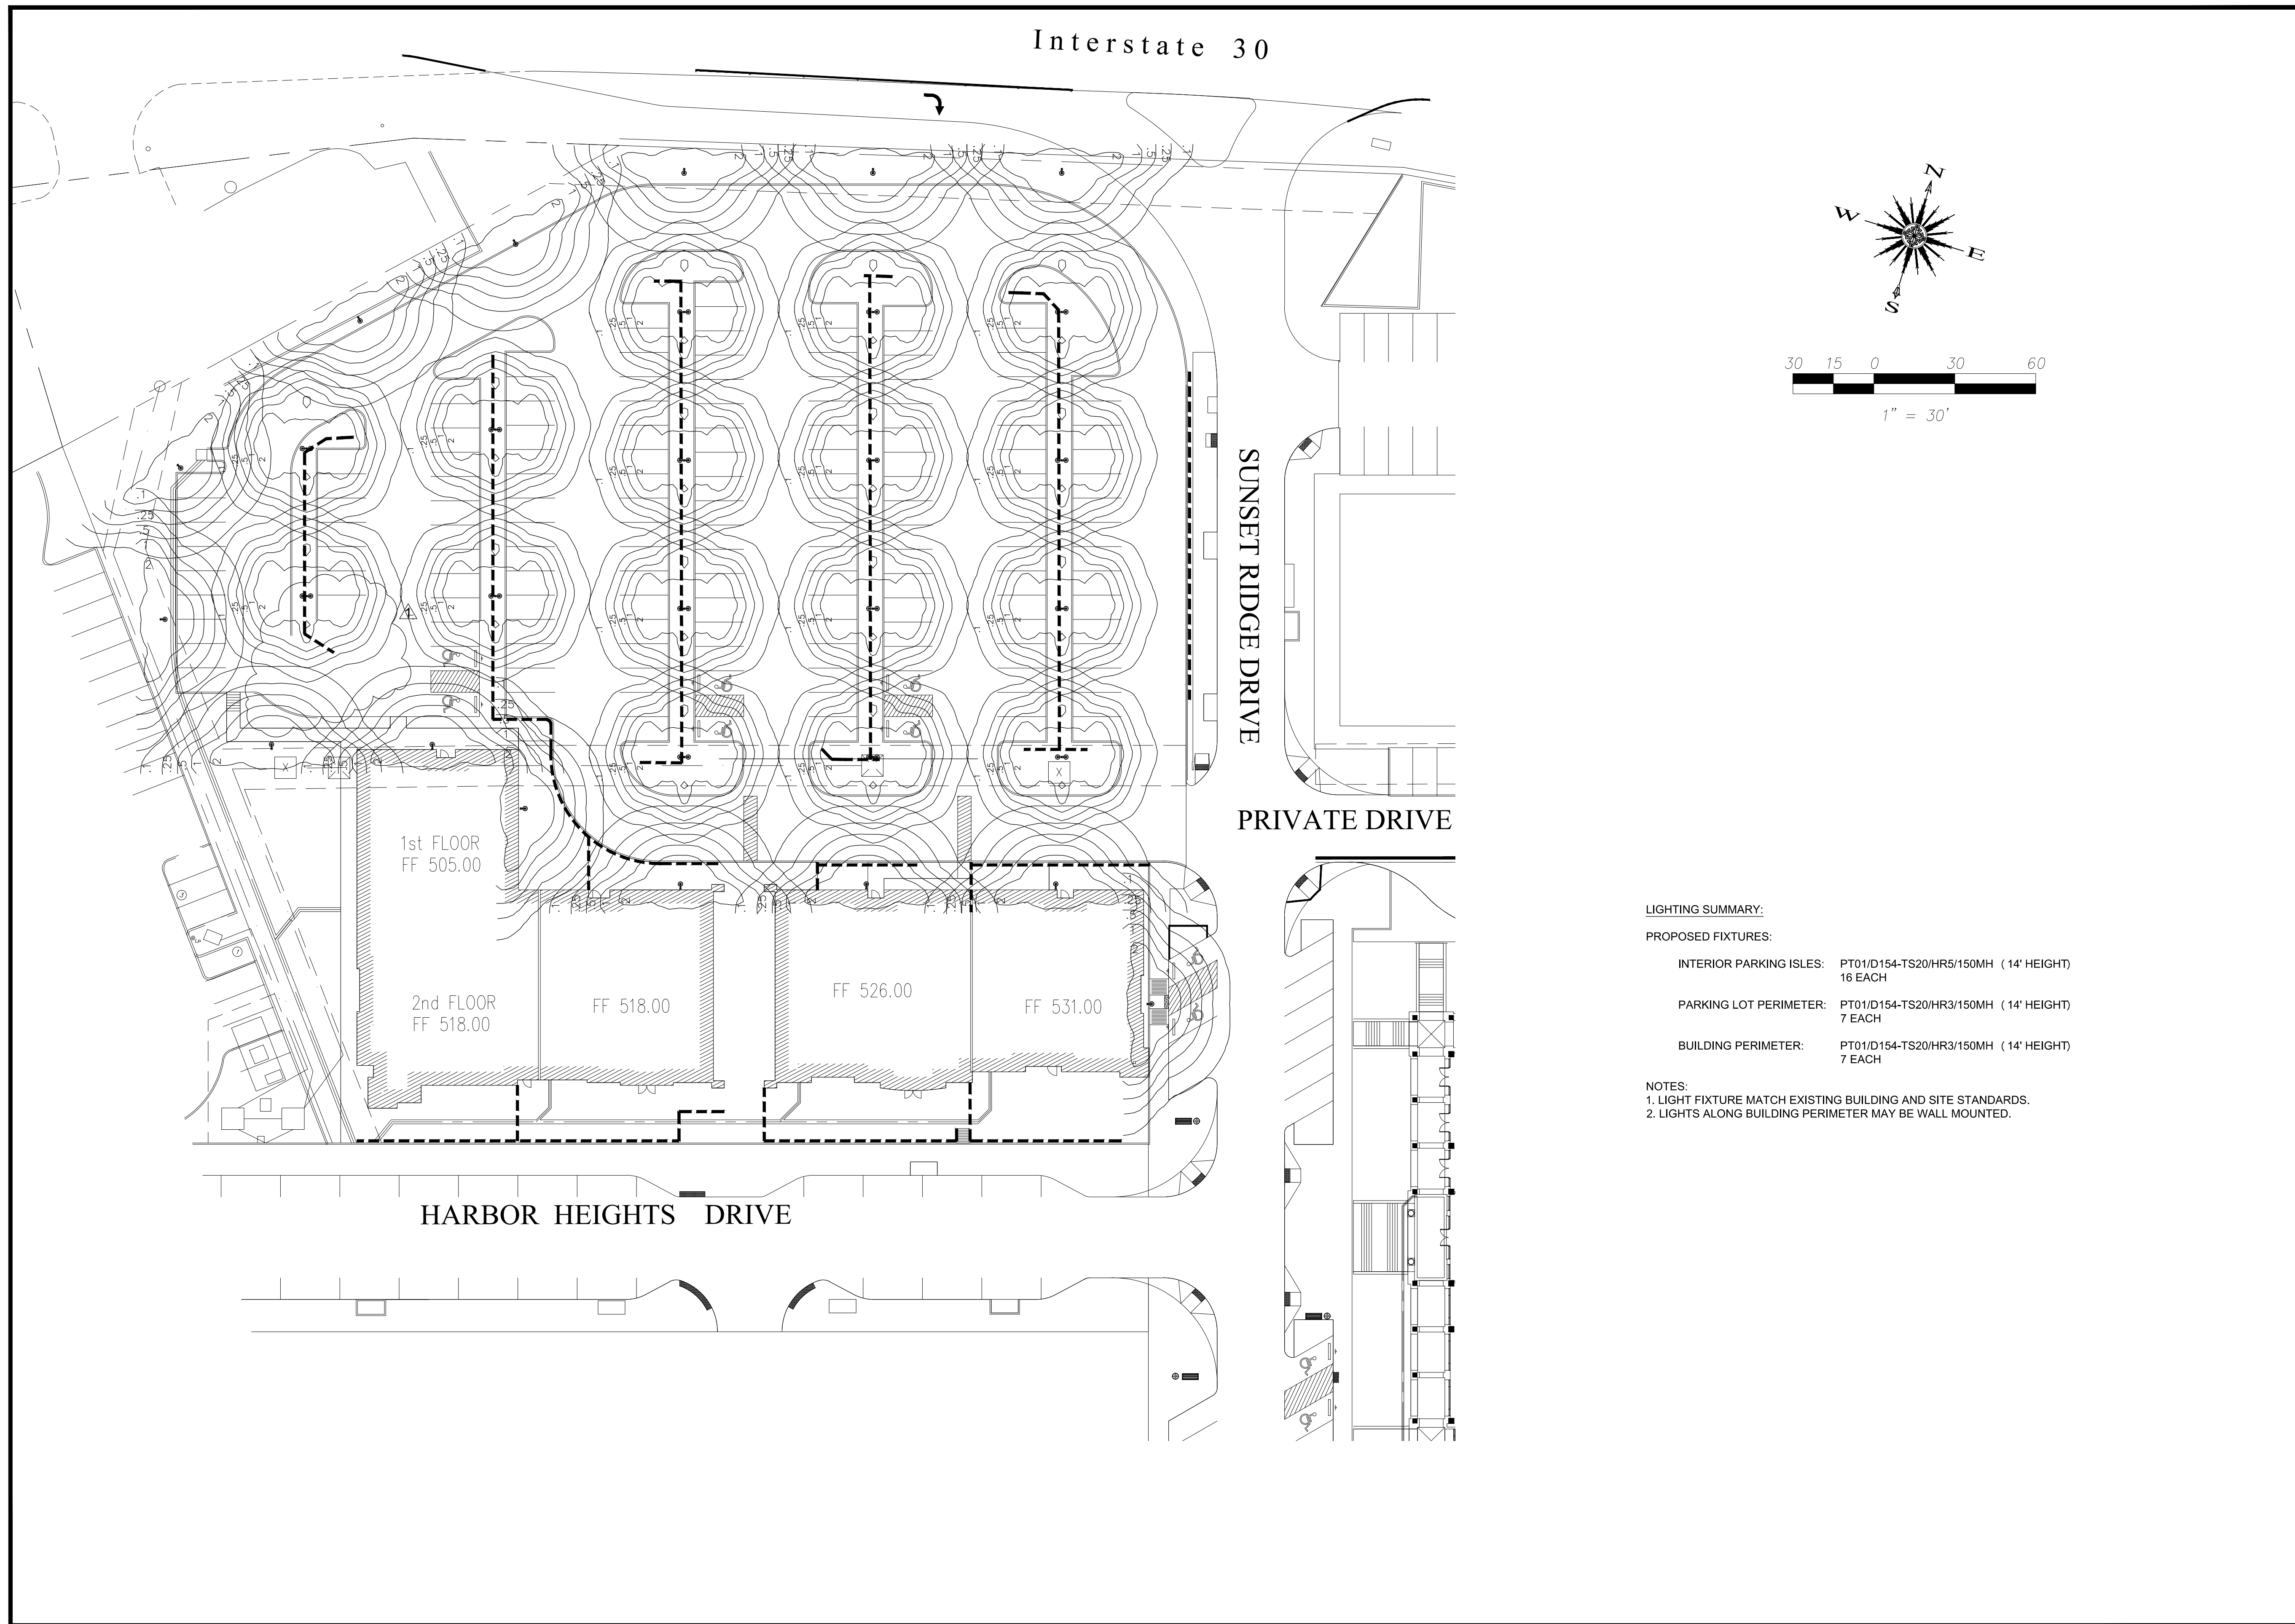 Interstate 30
N
W
E
S
30 15 0 30 60
1" = 30'
SUNSET RIDGE DRIVE
PRIVATE DRIVE
1st FLOOR
FF 505.00
2nd FLOOR
FF 518.00
FF 518.00
FF 526.00
FF 531.00
HARBOR HEIGHTS DRIVE
LIGHTING SUMMARY:
PROPOSED FIXTURES:
INTERIOR PARKING ISLES: PT01/D154-TS20/HR5/150MH ( 14' HEIGHT)
16 EACH
PARKING LOT PERIMETER: PT01/D154-TS20/HR3/150MH ( 14' HEIGHT)
7 EACH
BUILDING PERIMETER: PT01/D154-TS20/HR3/150MH ( 14' HEIGHT)
7 EACH
NOTES:
1. LIGHT FIXTURE MATCH EXISTING BUILDING AND SITE STANDARDS.
2. LIGHTS ALONG BUILDING PERIMETER MAY BE WALL MOUNTED.